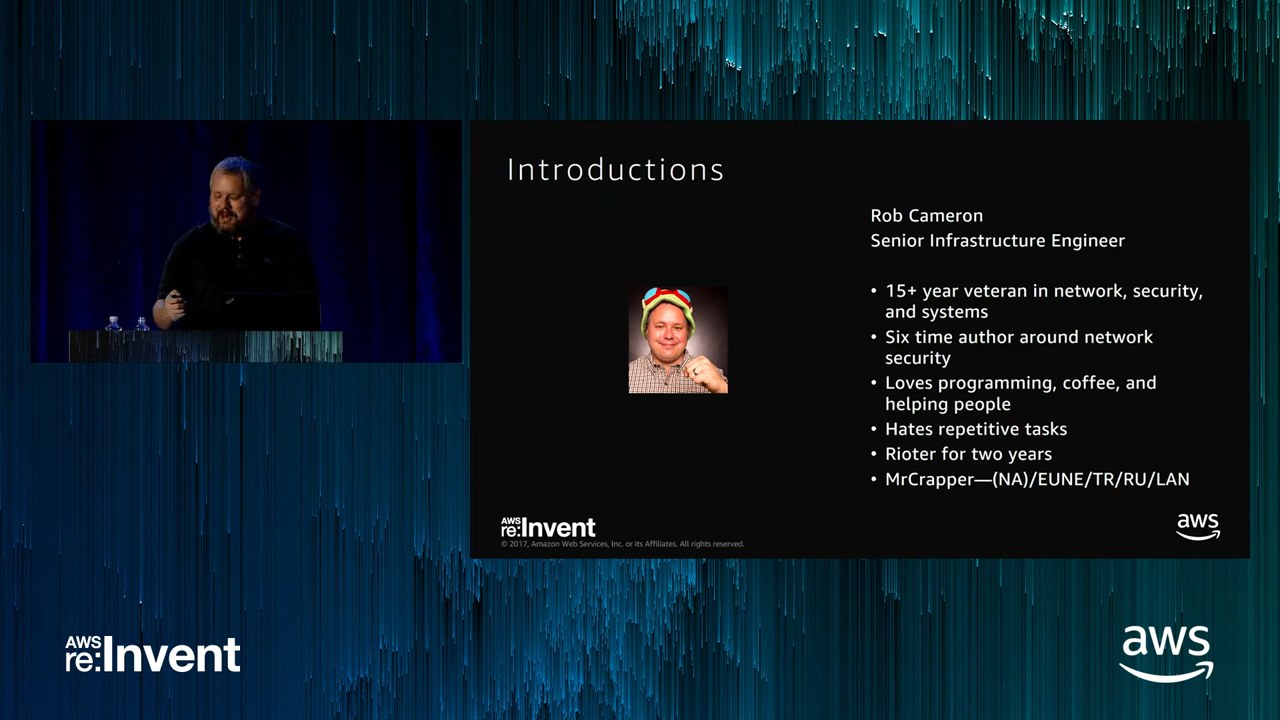 Introductions
Rob Cameron
Senior Infrastructure Engineer
• 15+ year veteran in network, security,
and systems
• Six time author around network
security
• Loves programming, coffee, and
helping people
• Hates repetitive tasks
• Rioter for two years
• MrCrapper—(NA)/EUNE/TR/RU/LAN
AWS
re:Invent
© 2017, Amazon Web Services, Inc. or its Affiliates. All rights reserved.
aws
AWS
re:Invent
aws